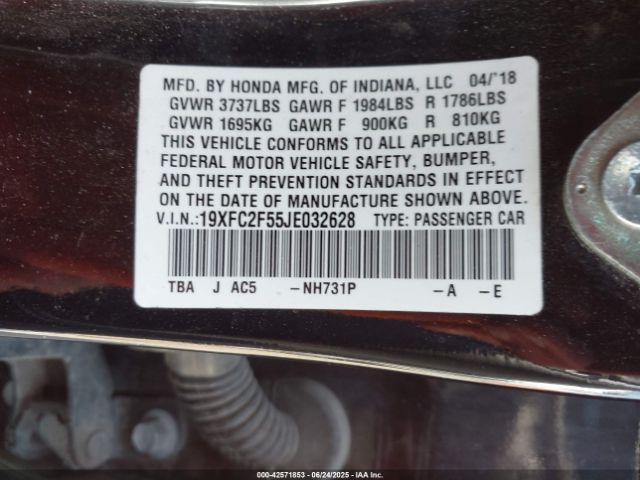 MFD. BY HONDA MFG. OF INDIANA, LLC 04/'18
GVWR 3737LBS GAWR F 1984LBS R 1786LBS
GVWR 1695KG GAWR F 900KG R 810KG
THIS VEHICLE CONFORMS TO ALL APPLICABLE
FEDERAL MOTOR VEHICLE SAFETY, BUMPER,
AND THEFT PREVENTION STANDARDS IN EFFECT
ON THE DATE OF MANUFACTURE SHOWN ABOVE.
V.I.N.:19XFC2F55JE032628 TYPE: PASSENGER CAR
TBA J AC5 -NH731P -A -E
000-42571853 - 06/24/2025 - IAA Inc.